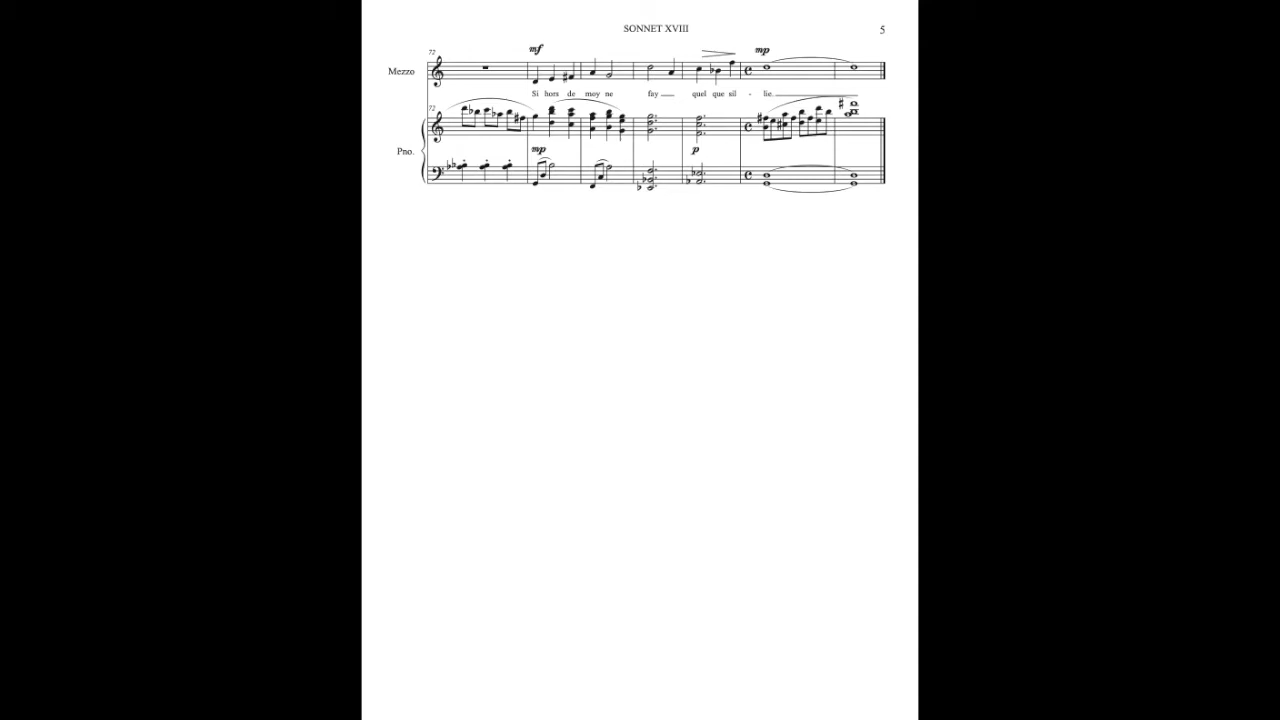 SONNET XVIII
5
72
mf
mp
Mezzo
Si hors de moy ne fay quel que sil - lie.
72
Pno.
mp
p